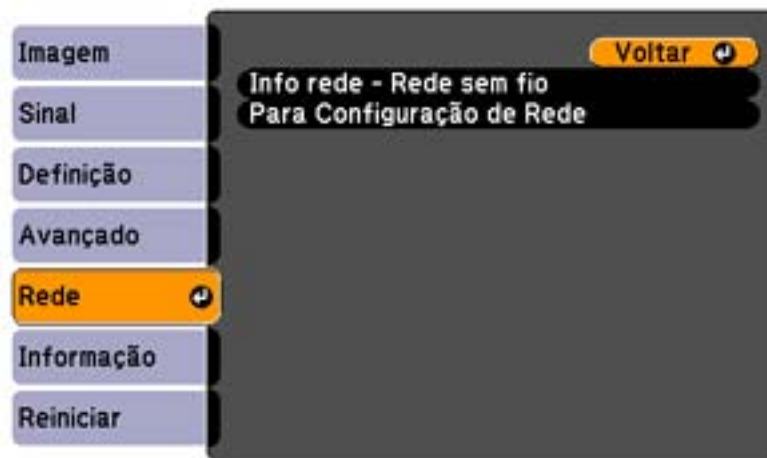 Imagem
Sinal
Definição
Avançado
Rede
Informação
Reiniciar
Voltar
Info rede - Rede sem fio
Para Configuração de Rede